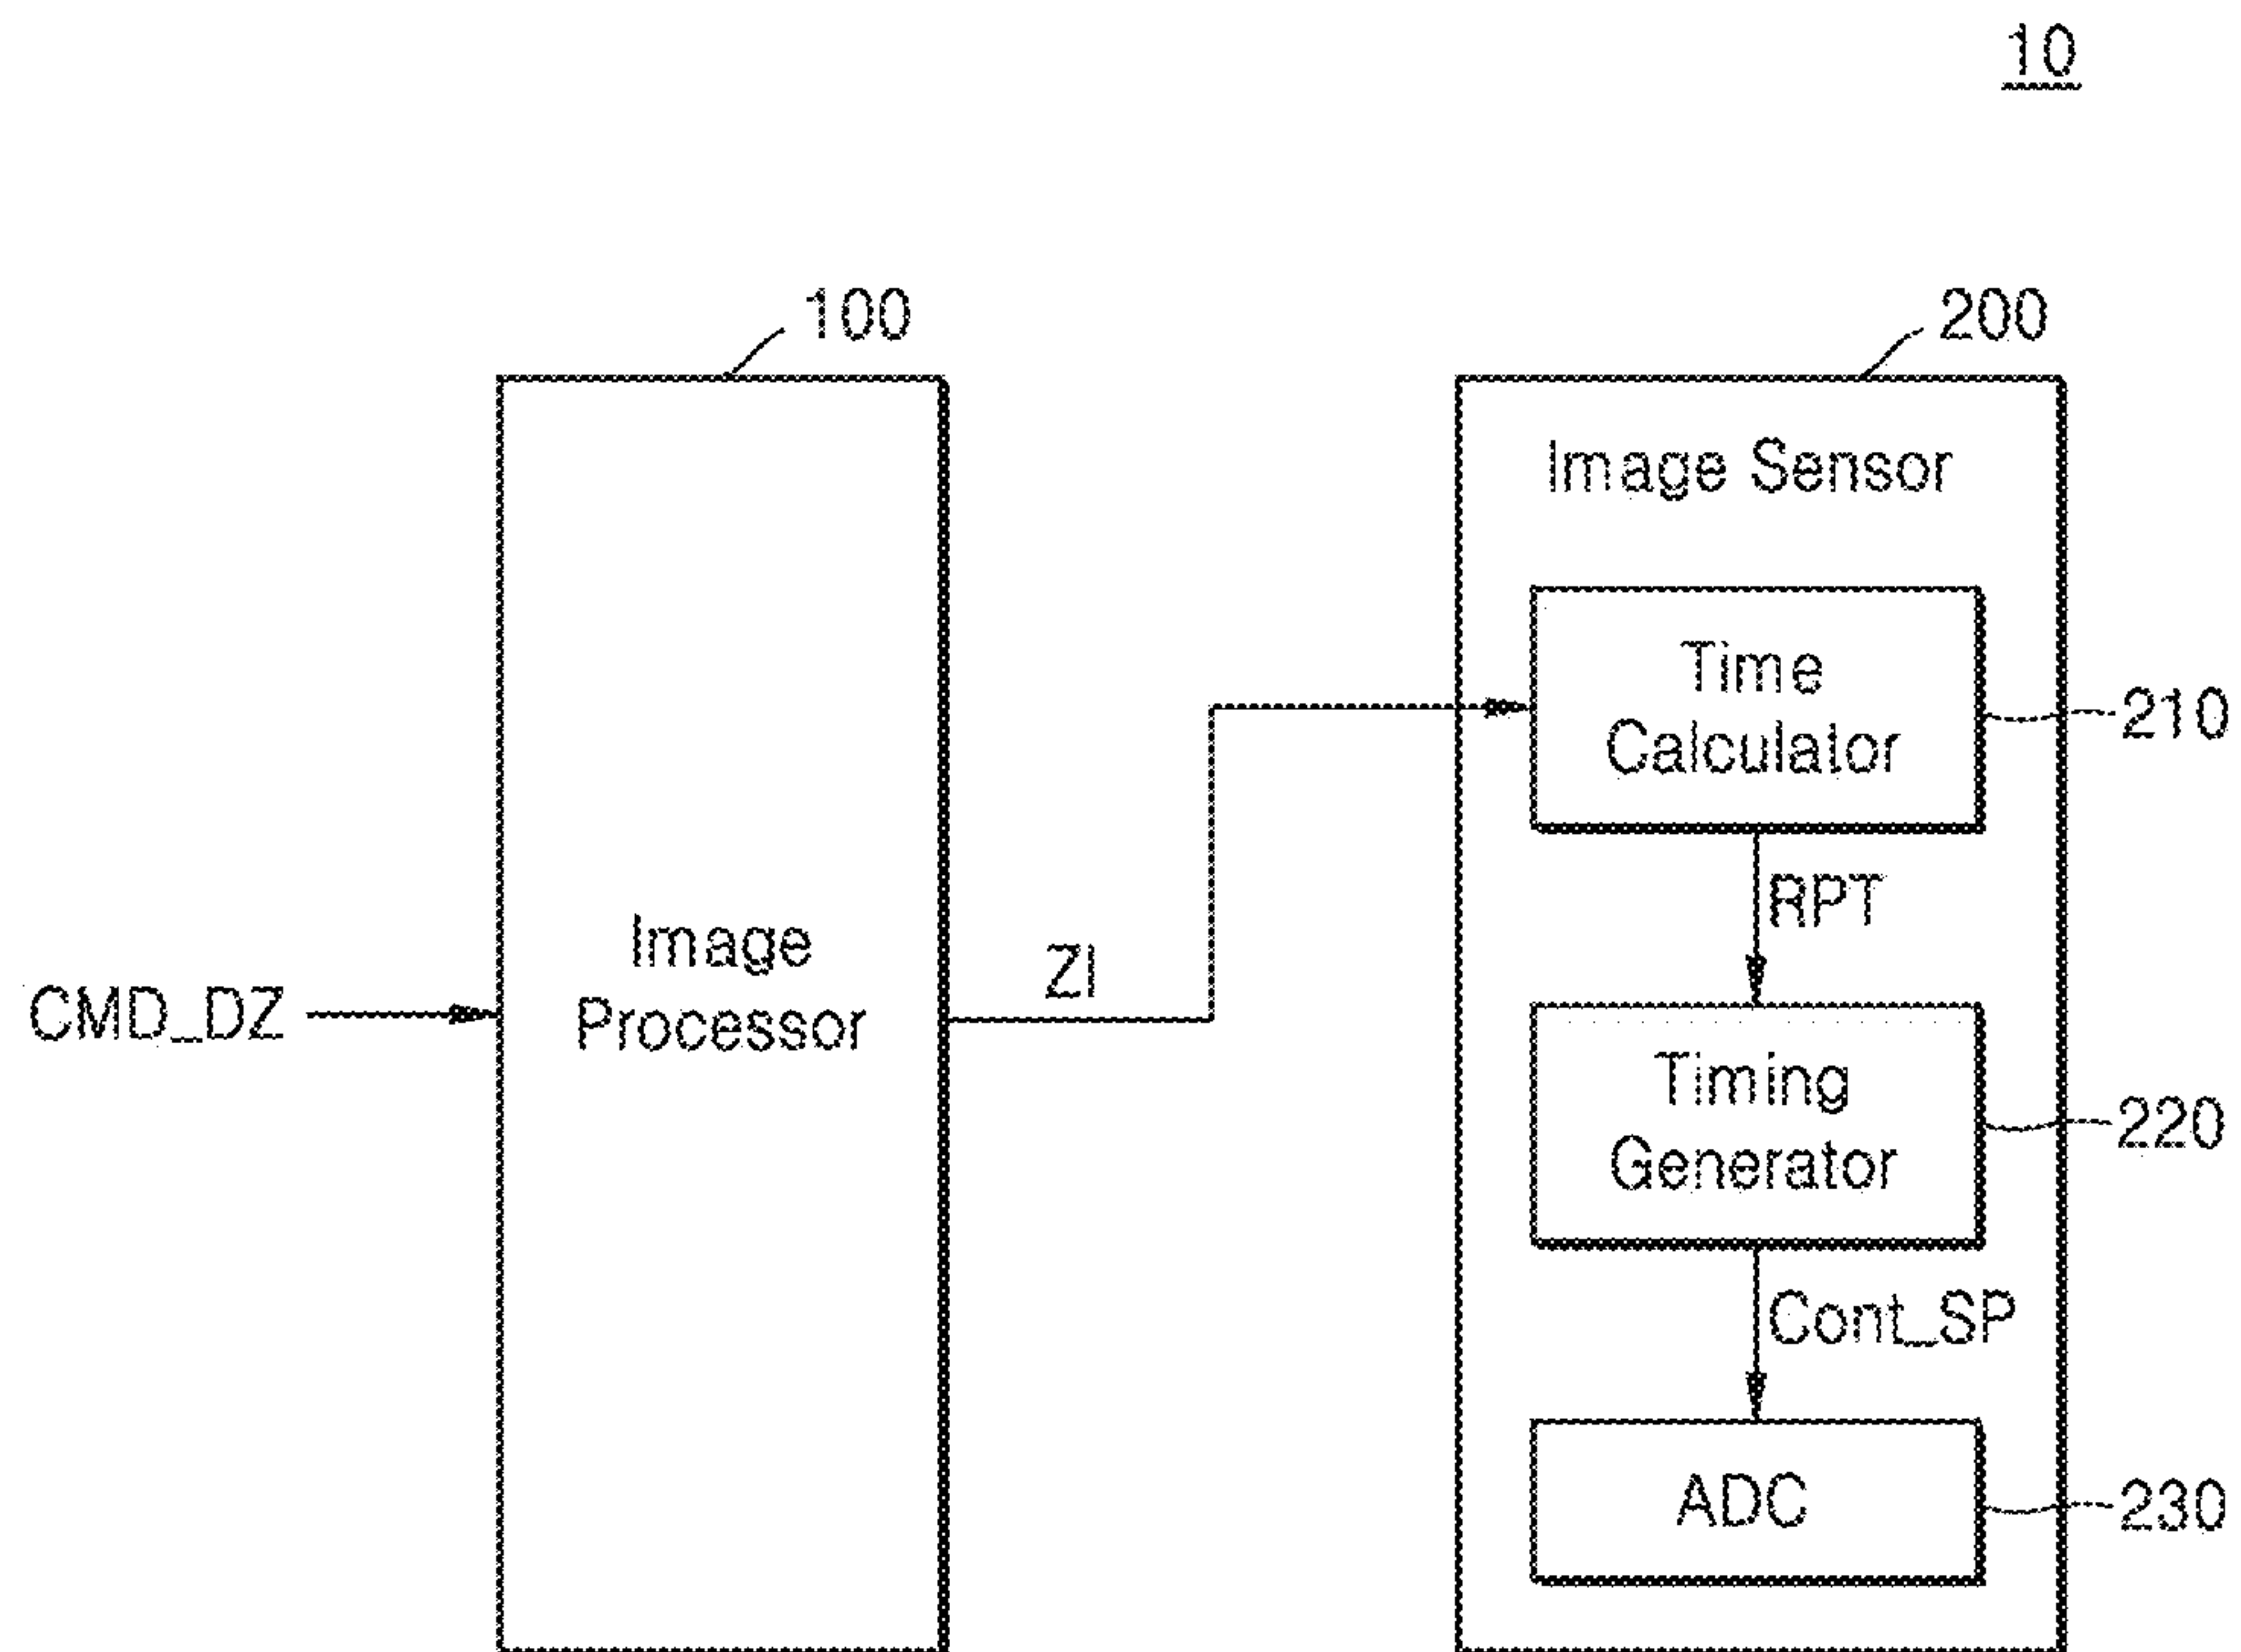 10
100
200
Image Sensor
Time
Calculator
210
RPT
Image
Processor
ZI
CMD_DZ
Timing
Generator
220
Cont_SP
ADC
230